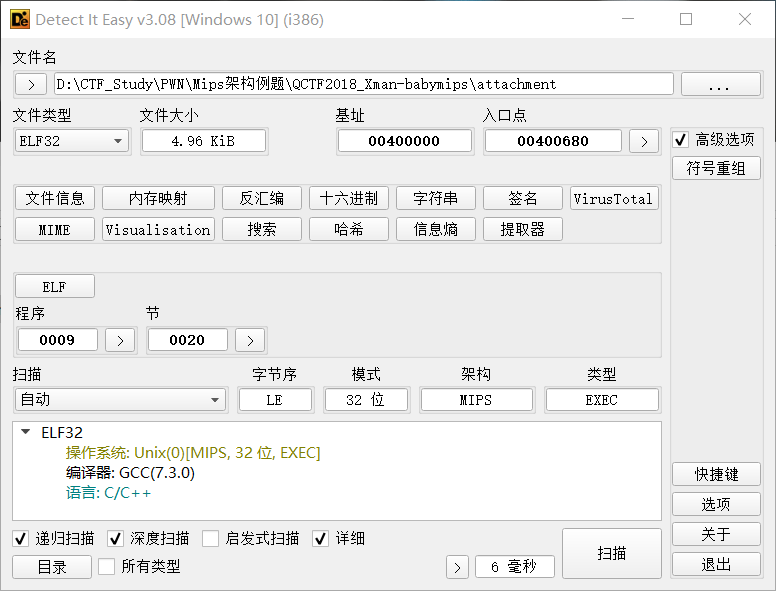 Detect It Easy v3.08 [Windows 10] (i386)
文件名
> D:\CTF_Study\PWN\Mips架构例题\QCTF2018_Xman-babymips\attachment ...
文件类型 文件大小 基址 入口点
ELF32 4.96 KiB 00400000 00400680 > 高级选项
符号重组
文件信息 内存映射 反汇编 十六进制 字符串 签名 VirusTotal
MIME Visualisation 搜索 哈希 信息熵 提取器
ELF
程序 节
0009 > 0020 >
扫描 字节序 模式 架构 类型
自动 LE 32 位 MIPS EXEC
ELF32
操作系统: Unix(0)[MIPS, 32 位, EXEC]
编译器: GCC(7.3.0)
语言: C/C++
快捷键
选项
关于
退出
递归扫描 深度扫描 启发式扫描 详细
目录 所有类型 > 6 毫秒 扫描